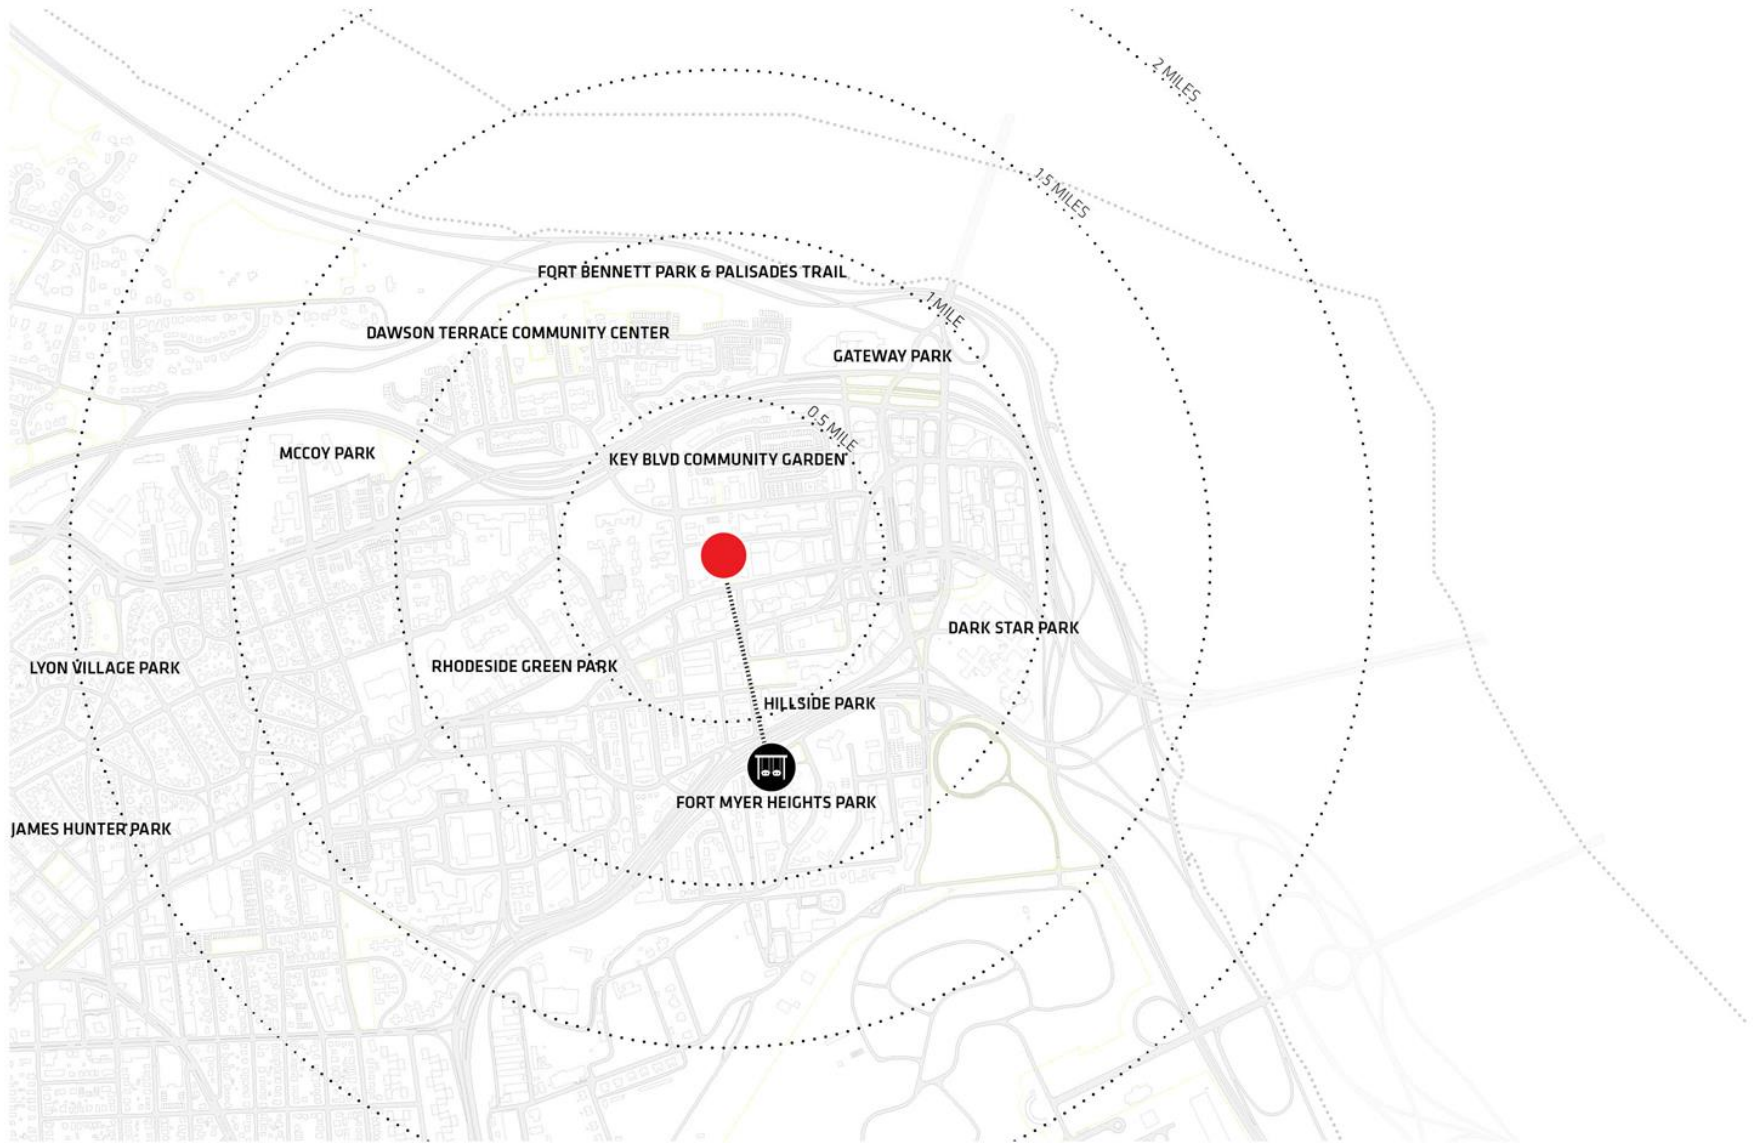 2 MILES
1.5 MILES
FORT BENNETT PARK & PALISADES TRAIL
1 MILE
DAWSON TERRACE COMMUNITY CENTER
GATEWAY PARK
0.5 MILE
MCCOY PARK
KEY BLVD COMMUNITY GARDEN
DARK STAR PARK
LYON VILLAGE PARK
RHODESIDE GREEN PARK
HILLSIDE PARK
FORT MYER HEIGHTS PARK
JAMES HUNTER PARK